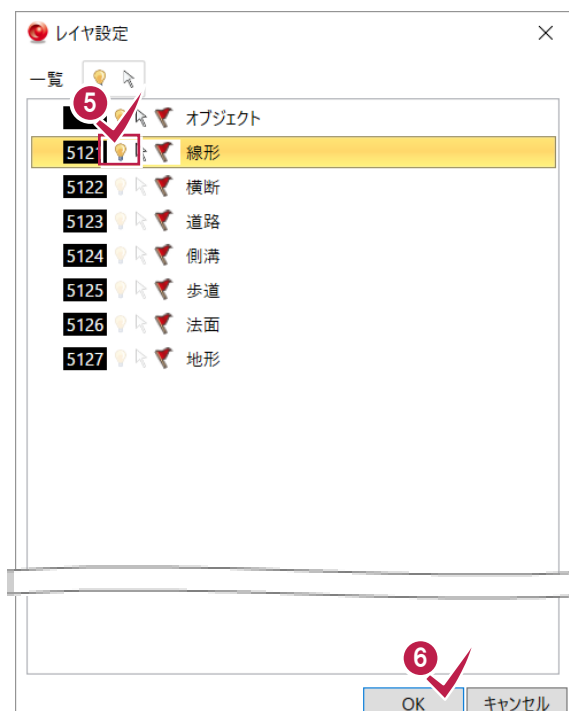 レイヤ設定
一覧
5
オブジェクト
5121 線形
5122 横断
5123 道路
5124 側溝
5125 歩道
5126 法面
5127 地形
6
OK キャンセル